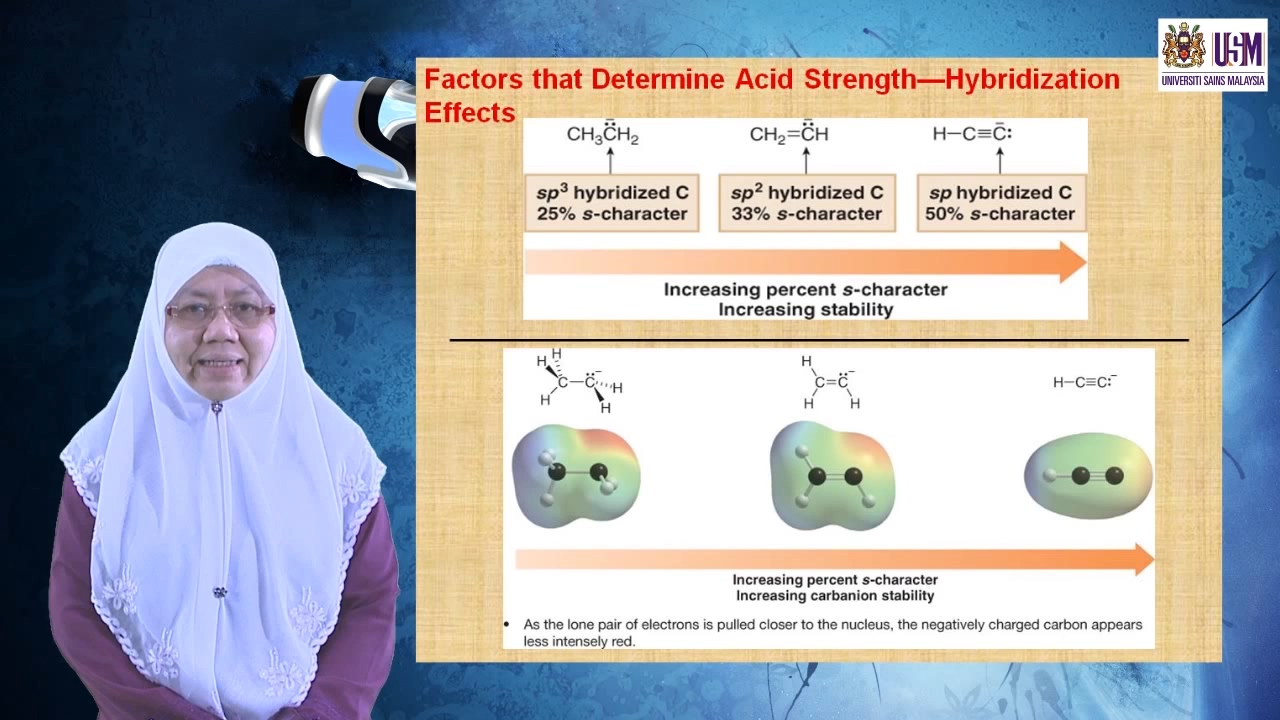 USM
UNIVERSITI SAINS MALAYSIA
Factors that Determine Acid Strength—Hybridization
Effects
CH₃C̈̄H₂ CH₂=C̈̄H H—C≡C̄:
sp³ hybridized C sp² hybridized C sp hybridized C
25% s-character 33% s-character 50% s-character
Increasing percent s-character
Increasing stability
H H H
H C—C̈⁻ H C=C̈⁻ H—C≡C:⁻
H H H H
Increasing percent s-character
Increasing carbanion stability
• As the lone pair of electrons is pulled closer to the nucleus, the negatively charged carbon appears
less intensely red.